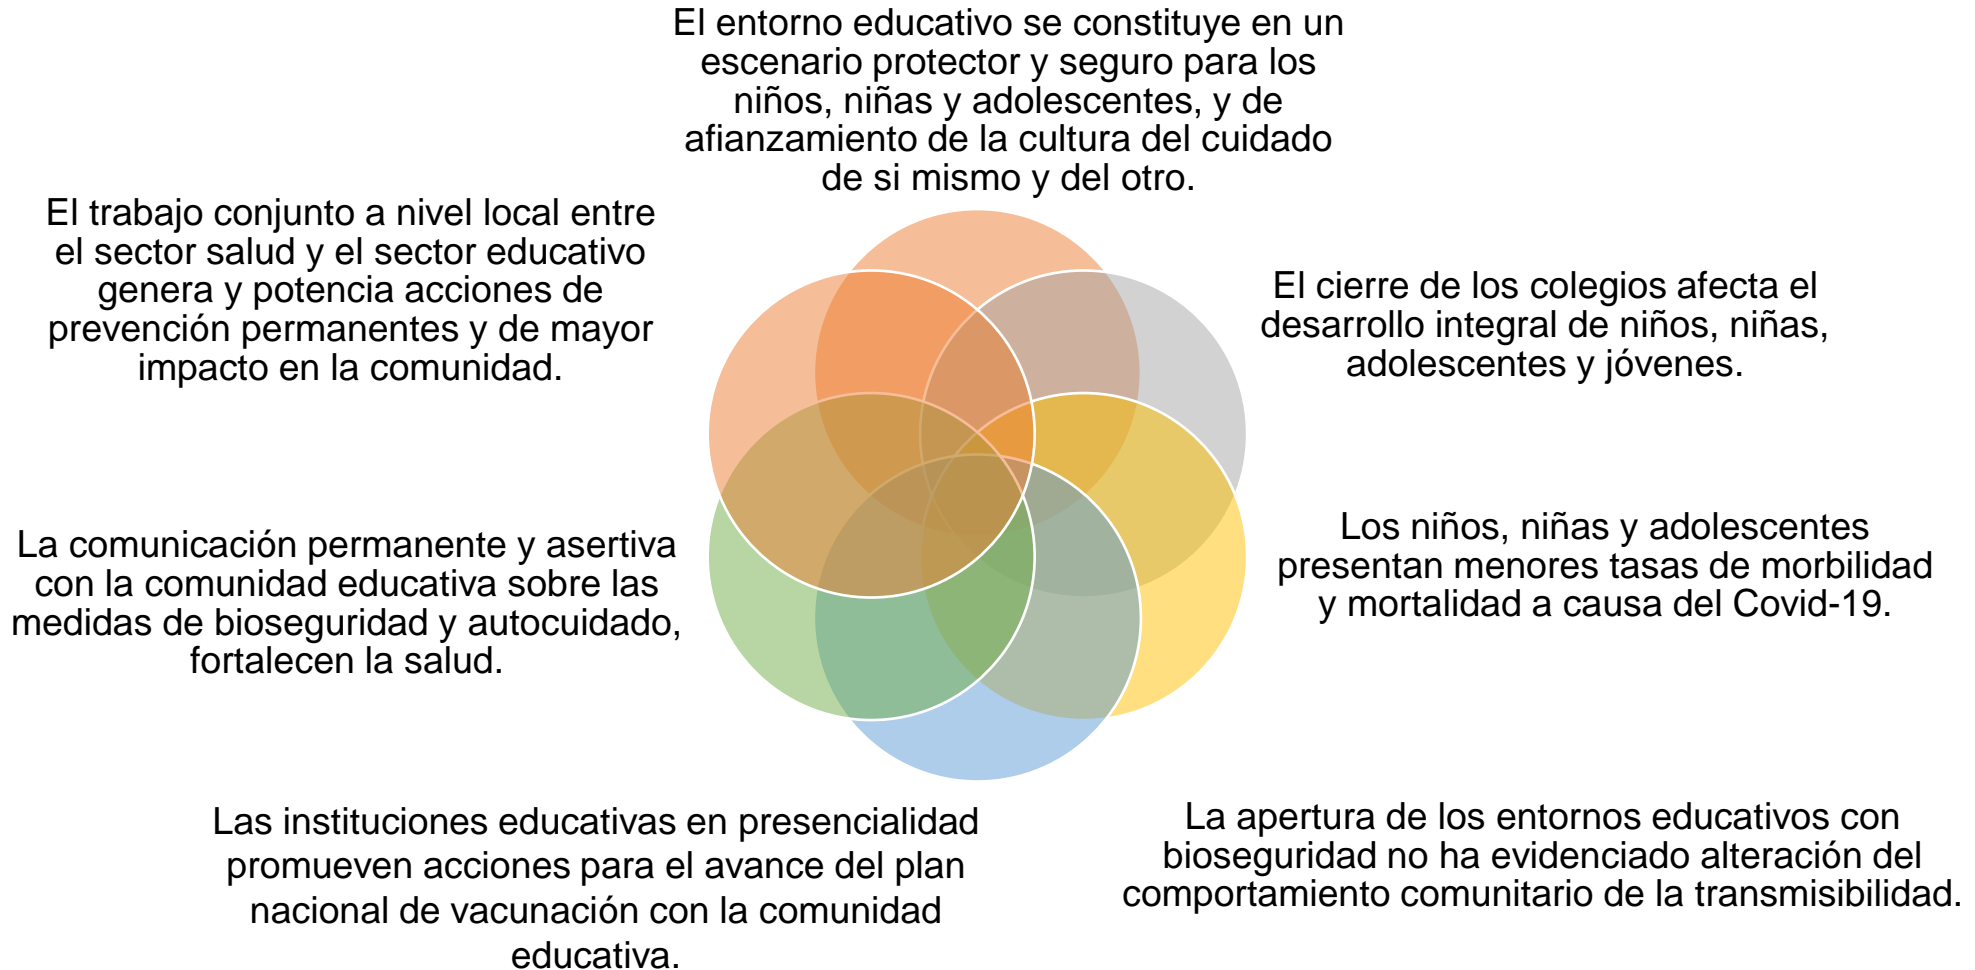 El entorno educativo se constituye en un
escenario protector y seguro para los
niños, niñas y adolescentes, y de
afianzamiento de la cultura del cuidado
de si mismo y del otro.
El cierre de los colegios afecta el
desarrollo integral de niños, niñas,
adolescentes y jóvenes.
Los niños, niñas y adolescentes
presentan menores tasas de morbilidad
y mortalidad a causa del Covid-19.
La apertura de los entornos educativos con
bioseguridad no ha evidenciado alteración del
comportamiento comunitario de la transmisibilidad.
Las instituciones educativas en presencialidad
promueven acciones para el avance del plan
nacional de vacunación con la comunidad
educativa.
La comunicación permanente y asertiva
con la comunidad educativa sobre las
medidas de bioseguridad y autocuidado,
fortalecen la salud.
El trabajo conjunto a nivel local entre
el sector salud y el sector educativo
genera y potencia acciones de
prevención permanentes y de mayor
impacto en la comunidad.